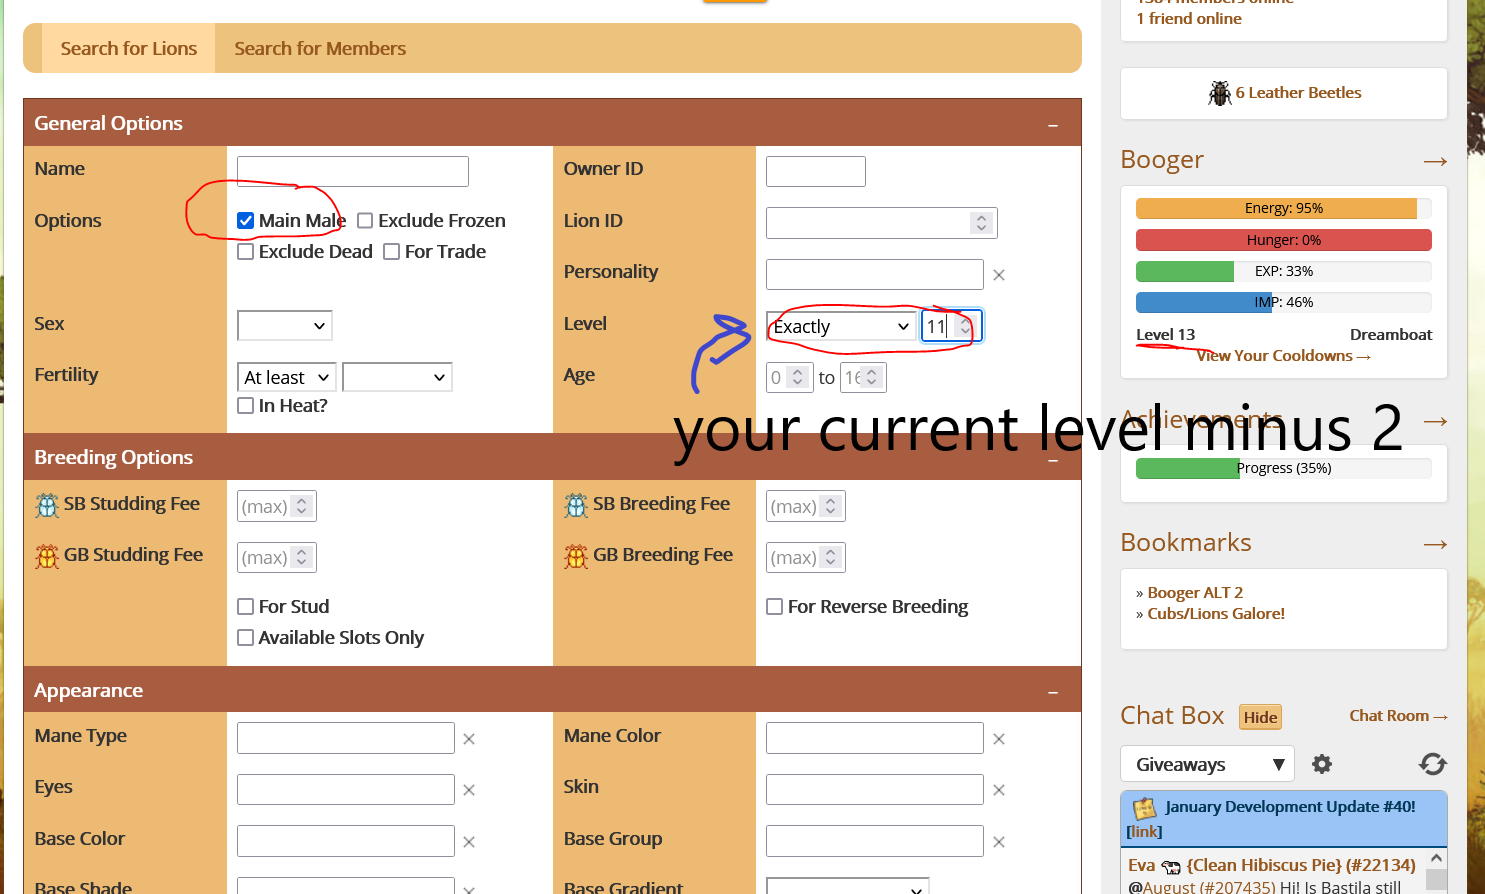 1 friend online
Search for Lions
Search for Members
6 Leather Beetles
General Options
Name
Owner ID
Options
Main Male
Exclude Frozen
Exclude Dead
For Trade
Lion ID
Personality
Sex
Level
Exactly
11
Fertility
At least
In Heat?
Age
0 to 16
your current level minus 2
Breeding Options
SB Studding Fee
(max)
SB Breeding Fee
(max)
GB Studding Fee
(max)
GB Breeding Fee
(max)
For Stud
For Reverse Breeding
Available Slots Only
Appearance
Mane Type
Mane Color
Eyes
Skin
Base Color
Base Group
Base Shade
Base Gradient
Booger
Energy: 95%
Hunger: 0%
EXP: 33%
IMP: 46%
Level 13
Dreamboat
View Your Cooldowns→
Achievements
Progress (35%)
Bookmarks
» Booger ALT 2
» Cubs/Lions Galore!
Chat Box
Hide
Chat Room→
Giveaways
January Development Update #40!
[link]
Eva {Clean Hibiscus Pie} (#22134)
@August (#207435) Hi! Is Bastila still